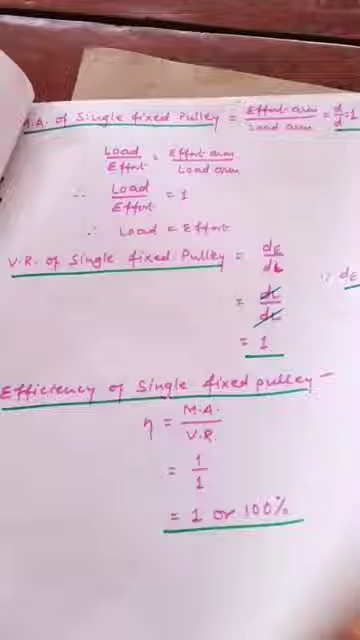 M.A. of Single fixed Pulley = Effort arm / Load arm = d/d = 1
Load / Effort = Effort arm / Load arm
∴ Load / Effort = 1
∴ Load = Effort
V.R. of Single fixed Pulley = dE / dL ∵ dE
= dL / dL
= 1
Efficiency of Single fixed pulley –
η = M.A. / V.R.
= 1 / 1
= 1 or 100%